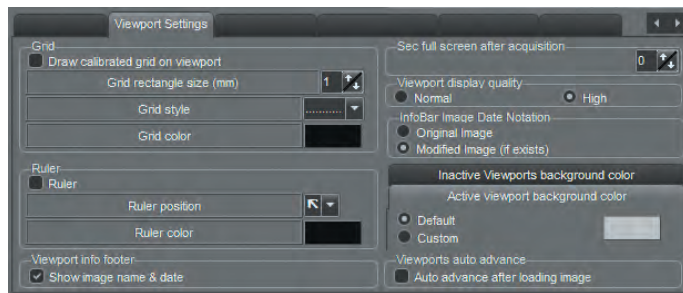 Viewport Settings
Grid
Draw calibrated grid on viewport
Grid rectangle size (mm)
1
Grid style
Grid color
Ruler
Ruler
Ruler position
Ruler color
Viewport info footer
Show image name & date
Sec full screen after acquisition
0
Viewport display quality
Normal
High
InfoBar Image Date Notation
Original Image
Modified Image (if exists)
Inactive Viewports background color
Active viewport background color
Default
Custom
Viewports auto advance
Auto advance after loading image